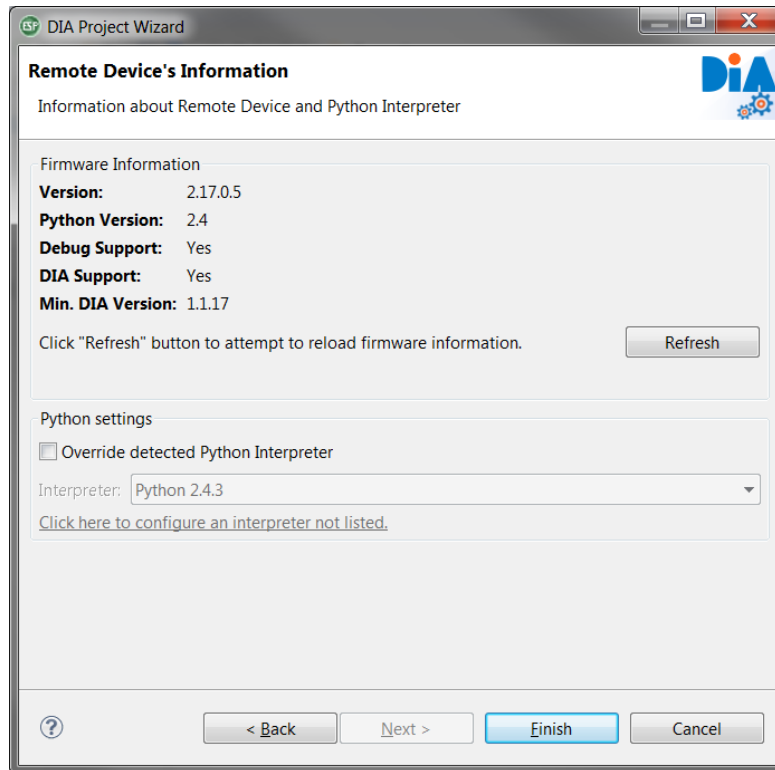 ESP DIA Project Wizard
Remote Device's Information
DiA
Information about Remote Device and Python Interpreter
Firmware Information
Version: 2.17.0.5
Python Version: 2.4
Debug Support: Yes
DIA Support: Yes
Min. DIA Version: 1.1.17
Click "Refresh" button to attempt to reload firmware information. Refresh
Python settings
Override detected Python Interpreter
Interpreter: Python 2.4.3
Click here to configure an interpreter not listed.
? < Back Next > Finish Cancel